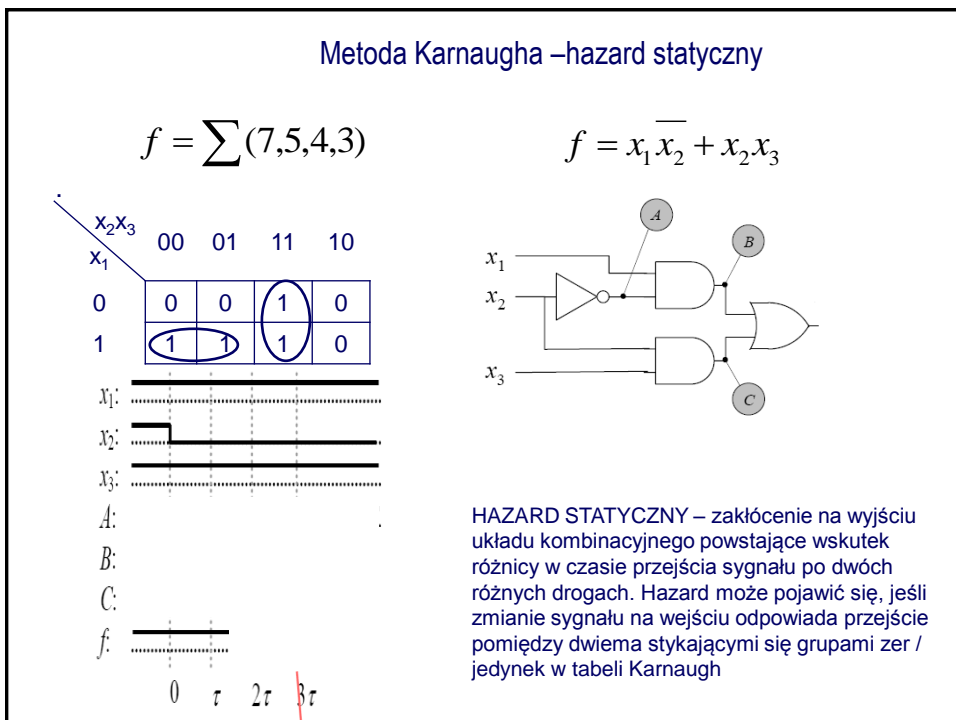 Metoda Karnaugha –hazard statyczny
f = ∑(7,5,4,3)
f = x₁x̅₂ + x₂x₃
.
x₂x₃ 00 01 11 10
x₁
0 0 0 1 0
1 1 1 1 0
x₁:
x₂:
x₃:
A:
B:
C:
f:
0 τ 2τ 3τ
A
B
x₁
x₂
x₃
C
HAZARD STATYCZNY – zakłócenie na wyjściu
układu kombinacyjnego powstające wskutek
różnicy w czasie przejścia sygnału po dwóch
różnych drogach. Hazard może pojawić się, jeśli
zmianie sygnału na wejściu odpowiada przejście
pomiędzy dwiema stykającymi się grupami zer /
jedynek w tabeli Karnaugh